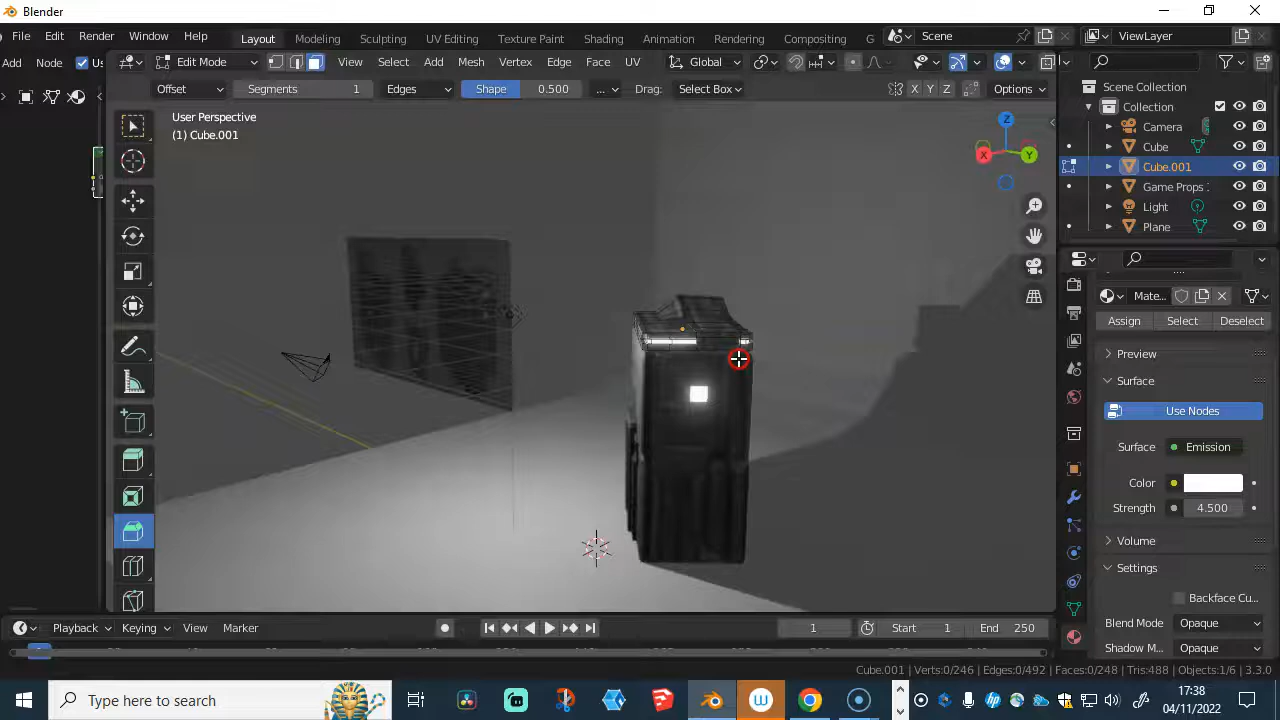 Blender
File Edit Render Window Help Layout Modeling Sculpting UV Editing Texture Paint Shading Animation Rendering Compositing G Scene ViewLayer
Add Node Us Edit Mode View Select Add Mesh Vertex Edge Face UV Global
Offset Segments 1 Edges Shape 0.500 ... Drag: Select Box X Y Z Options
User Perspective
(1) Cube.001
Z
X Y
Scene Collection
Collection
Camera
Cube
Cube.001
Game Props
Light
Plane
Mate...
Assign Select Deselect
Preview
Surface
Use Nodes
Surface Emission
Color
Strength 4.500
Volume
Settings
Backface Cu...
Blend Mode Opaque
Shadow M... Opaque
Playback Keying View Marker 1 Start 1 End 250
Cube.001 | Verts:0/246 | Edges:0/492 | Faces:0/248 | Tris:488 | Objects:1/6 | 3.3.0
Type here to search
17:38
04/11/2022